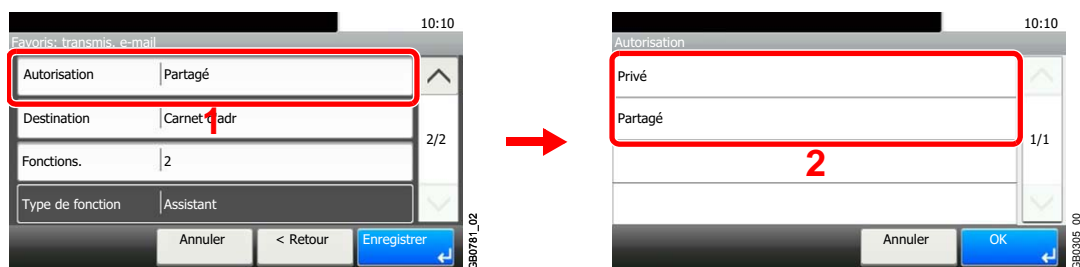 10:10
Favoris: transmis. e-mail
Autorisation Partagé
Destination Carnet d'adr
1
2/2
Fonctions. 2
Type de fonction Assistant
Annuler < Retour Enregistrer
GB0781_02
10:10
Autorisation
Privé
Partagé
1/1
2
Annuler OK
GB0305_00